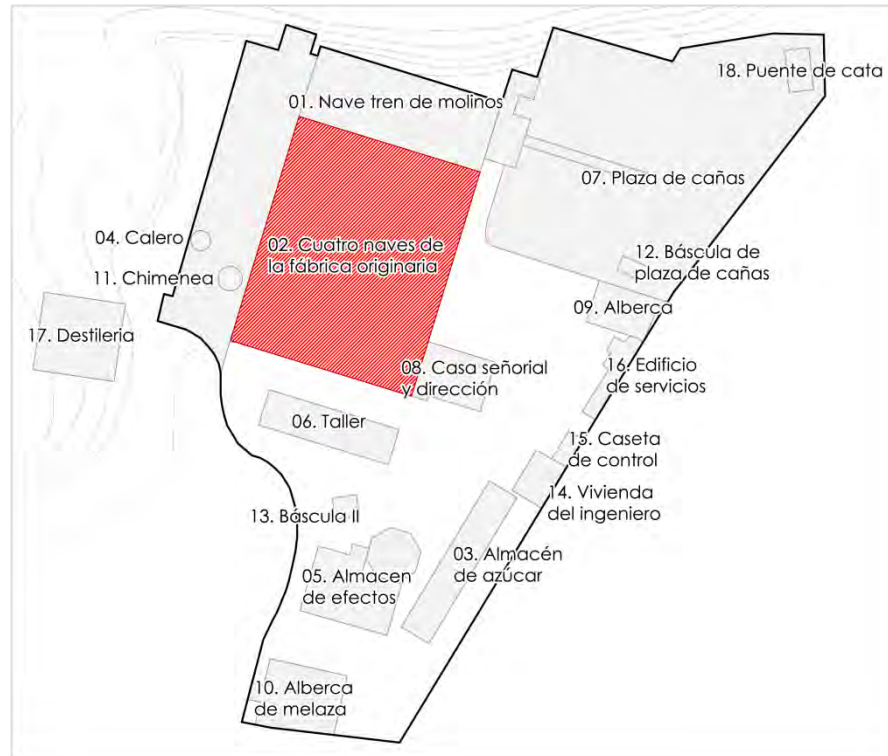 18. Puente de cata
01. Nave tren de molinos
07. Plaza de cañas
04. Calero
02. Cuatro naves de
la fábrica originaria
12. Báscula de
plaza de cañas
11. Chimenea
09. Alberca
17. Destileria
08. Casa señorial
y dirección
16. Edificio
de servicios
06. Taller
15. Caseta
de control
14. Vivienda
del ingeniero
13. Báscula II
03. Almacén
de azúcar
05. Almacen
de efectos
10. Alberca
de melaza